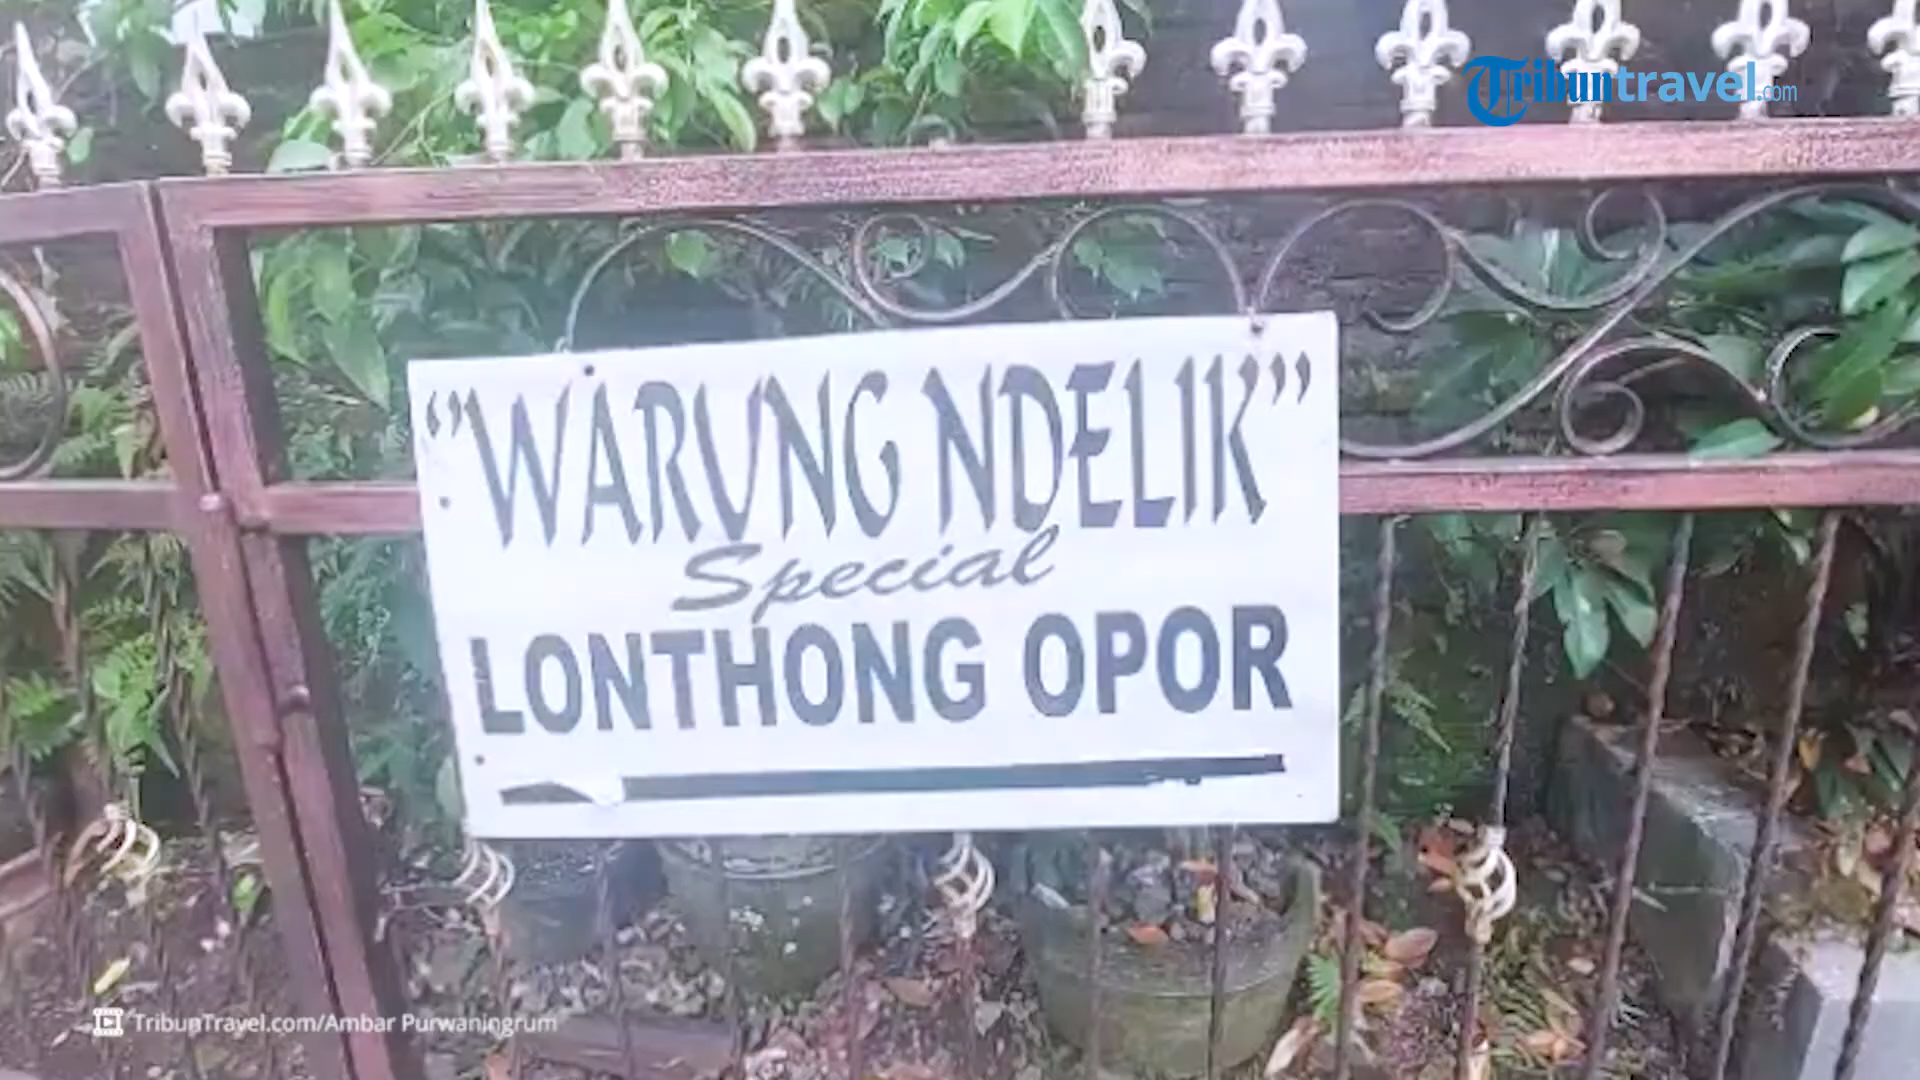 Tribuntravel.com
"WARUNG NDELIK"
Special
LONTHONG OPOR
TribunTravel.com/Ambar Purwaningrum